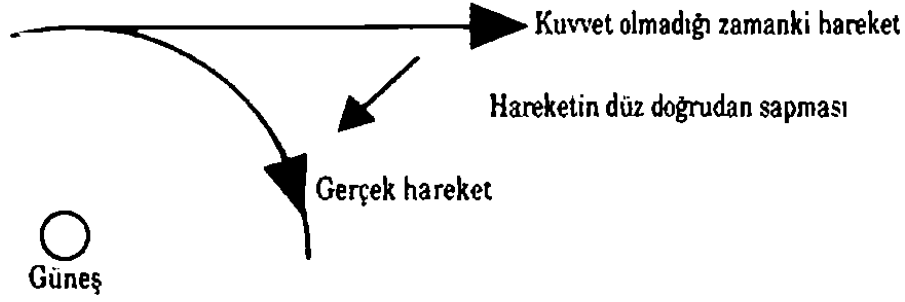 Kuvvet olmadığı zamanki hareket
Hareketin düz doğrudan sapması
Gerçek hareket
Güneş